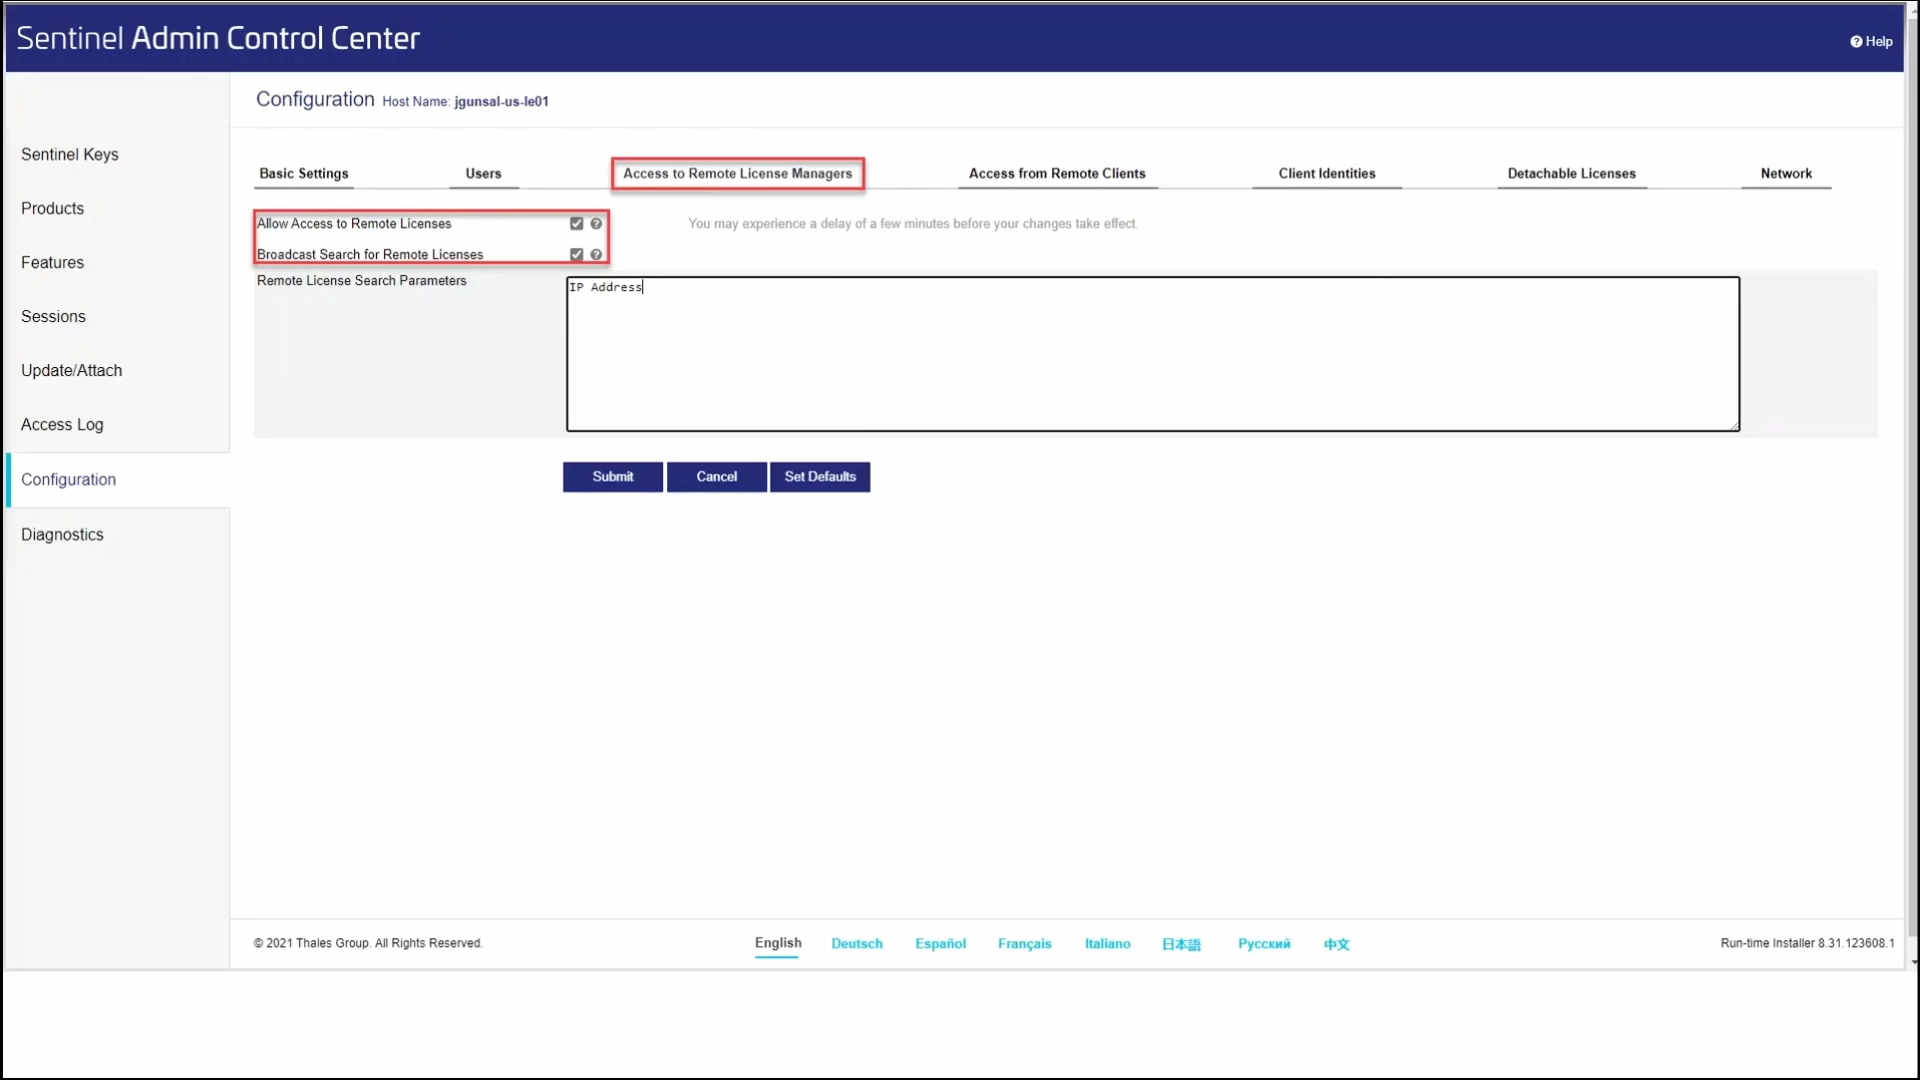 Sentinel Admin Control Center
Help
Configuration Host Name: jgunsal-us-le01
Sentinel Keys
Products
Features
Sessions
Update/Attach
Access Log
Configuration
Diagnostics
Basic Settings
Users
Access to Remote License Managers
Access from Remote Clients
Client Identities
Detachable Licenses
Network
Allow Access to Remote Licenses
You may experience a delay of a few minutes before your changes take effect.
Broadcast Search for Remote Licenses
Remote License Search Parameters
IP Address
Submit
Cancel
Set Defaults
© 2021 Thales Group. All Rights Reserved.
English
Deutsch
Español
Français
Italiano
日本語
Русский
中文
Run-time Installer 8.31.123608.1